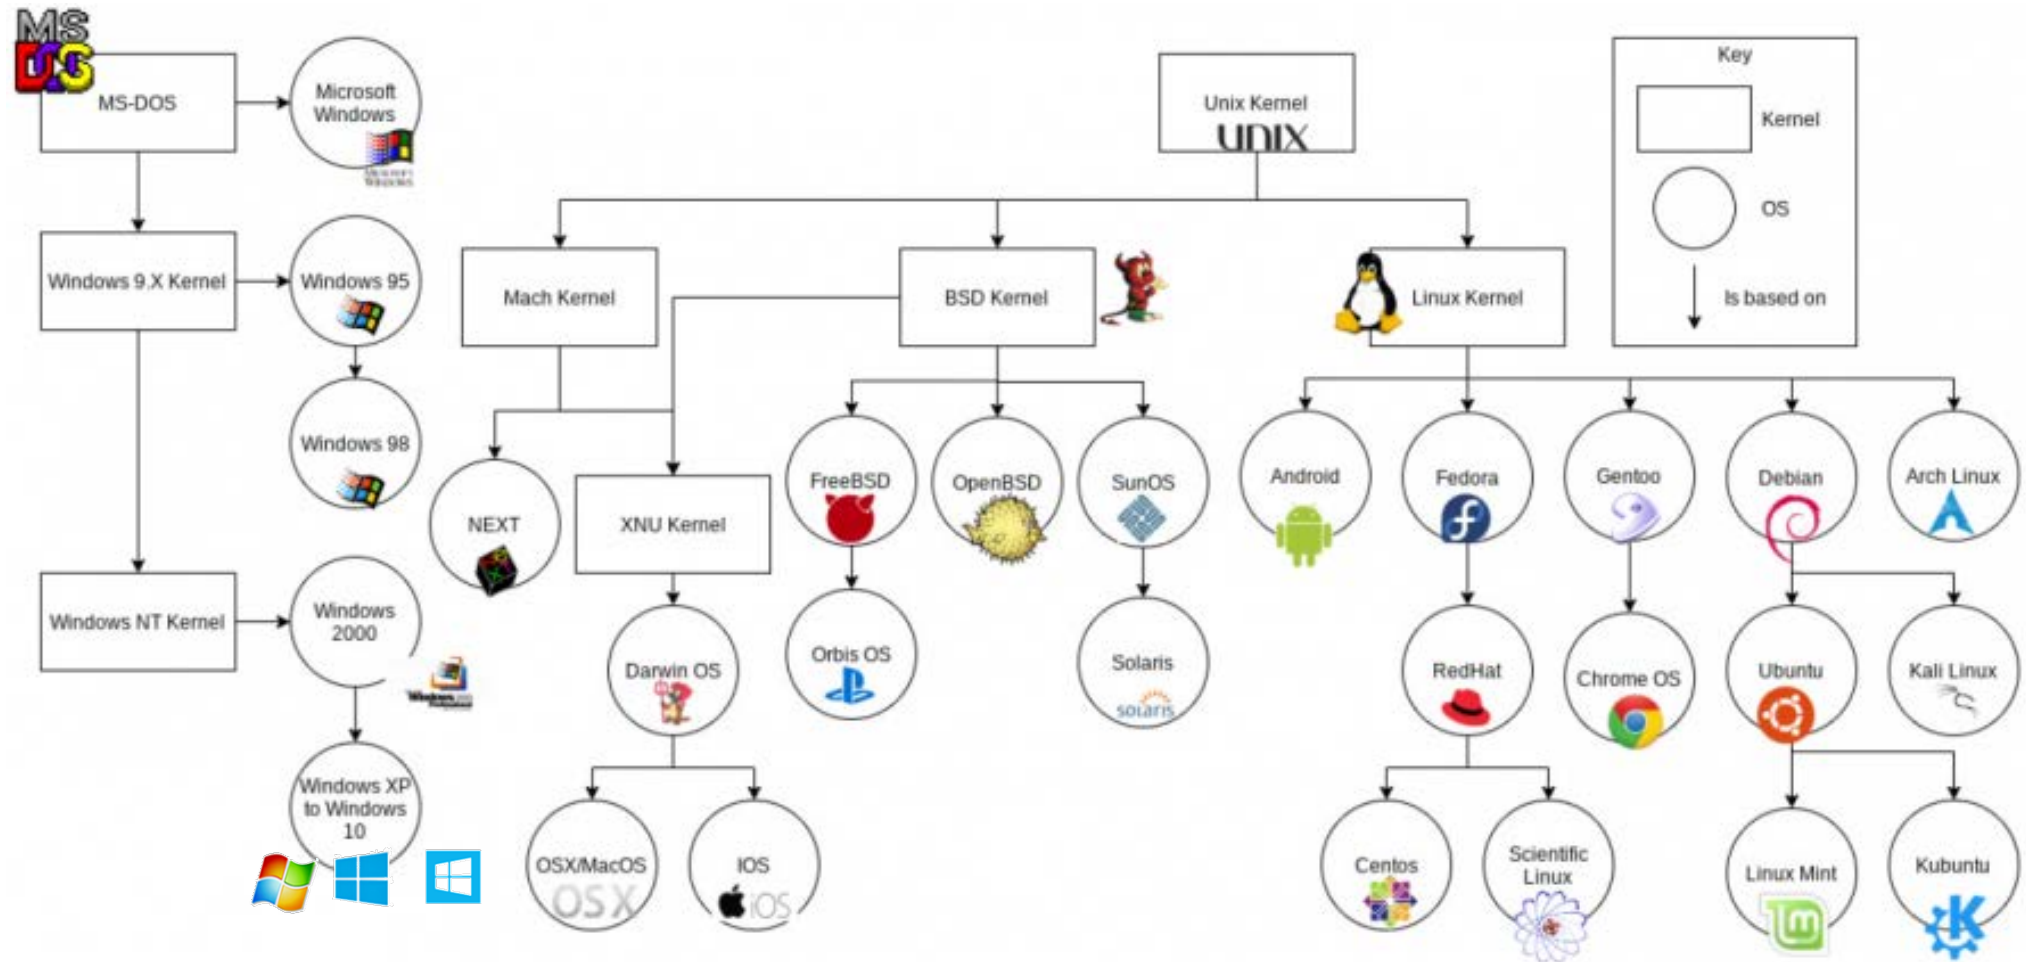 MS
DOS
MS-DOS
Microsoft
Windows
MICROSOFT
WINDOWS
Unix Kernel
UNIX
Key
Kernel
OS
Is based on
Windows 9.X Kernel
Windows 95
Windows 98
Mach Kernel
BSD Kernel
Linux Kernel
NEXT
XNU Kernel
FreeBSD
OpenBSD
SunOS
Android
Fedora
Gentoo
Debian
Arch Linux
Windows NT Kernel
Windows
2000
Darwin OS
Orbis OS
Solaris
solaris
RedHat
Chrome OS
Ubuntu
Kali Linux
Windows XP
to Windows
10
OSX/MacOS
OS X
IOS
iOS
Centos
Scientific
Linux
Linux Mint
Kubuntu